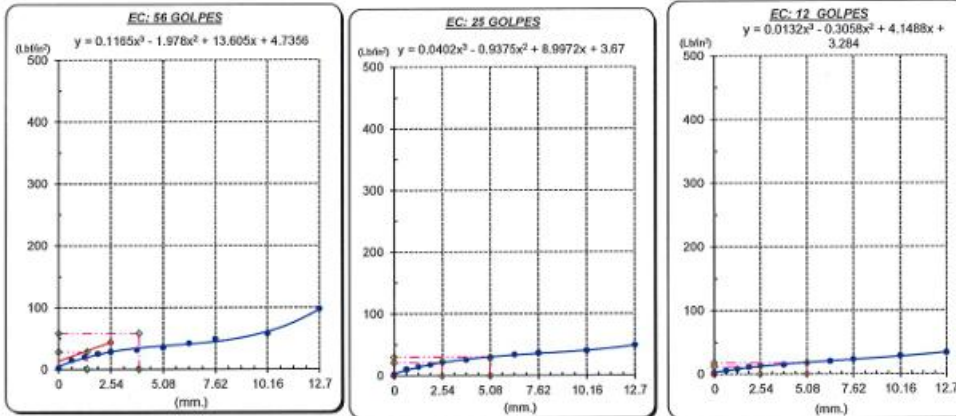 EC: 56 GOLPES
(Lbf/in²) y = 0.1165x³ - 1.978x² + 13.605x + 4.7356
500
400
300
200
100
0
0 2.54 5.08 7.62 10.16 12.7
(mm.)
EC: 25 GOLPES
(Lb/in²) y = 0.0402x³ - 0.9375x² + 8.9972x + 3.67
500
400
300
200
100
0
0 2.54 5.08 7.62 10.16 12.7
(mm.)
EC: 12 GOLPES
y = 0.0132x³ - 0.3058x² + 4.1488x +
(Lb/in²) 3.284
500
400
300
200
100
0
0 2.54 5.08 7.62 10.16 12.7
(mm.)